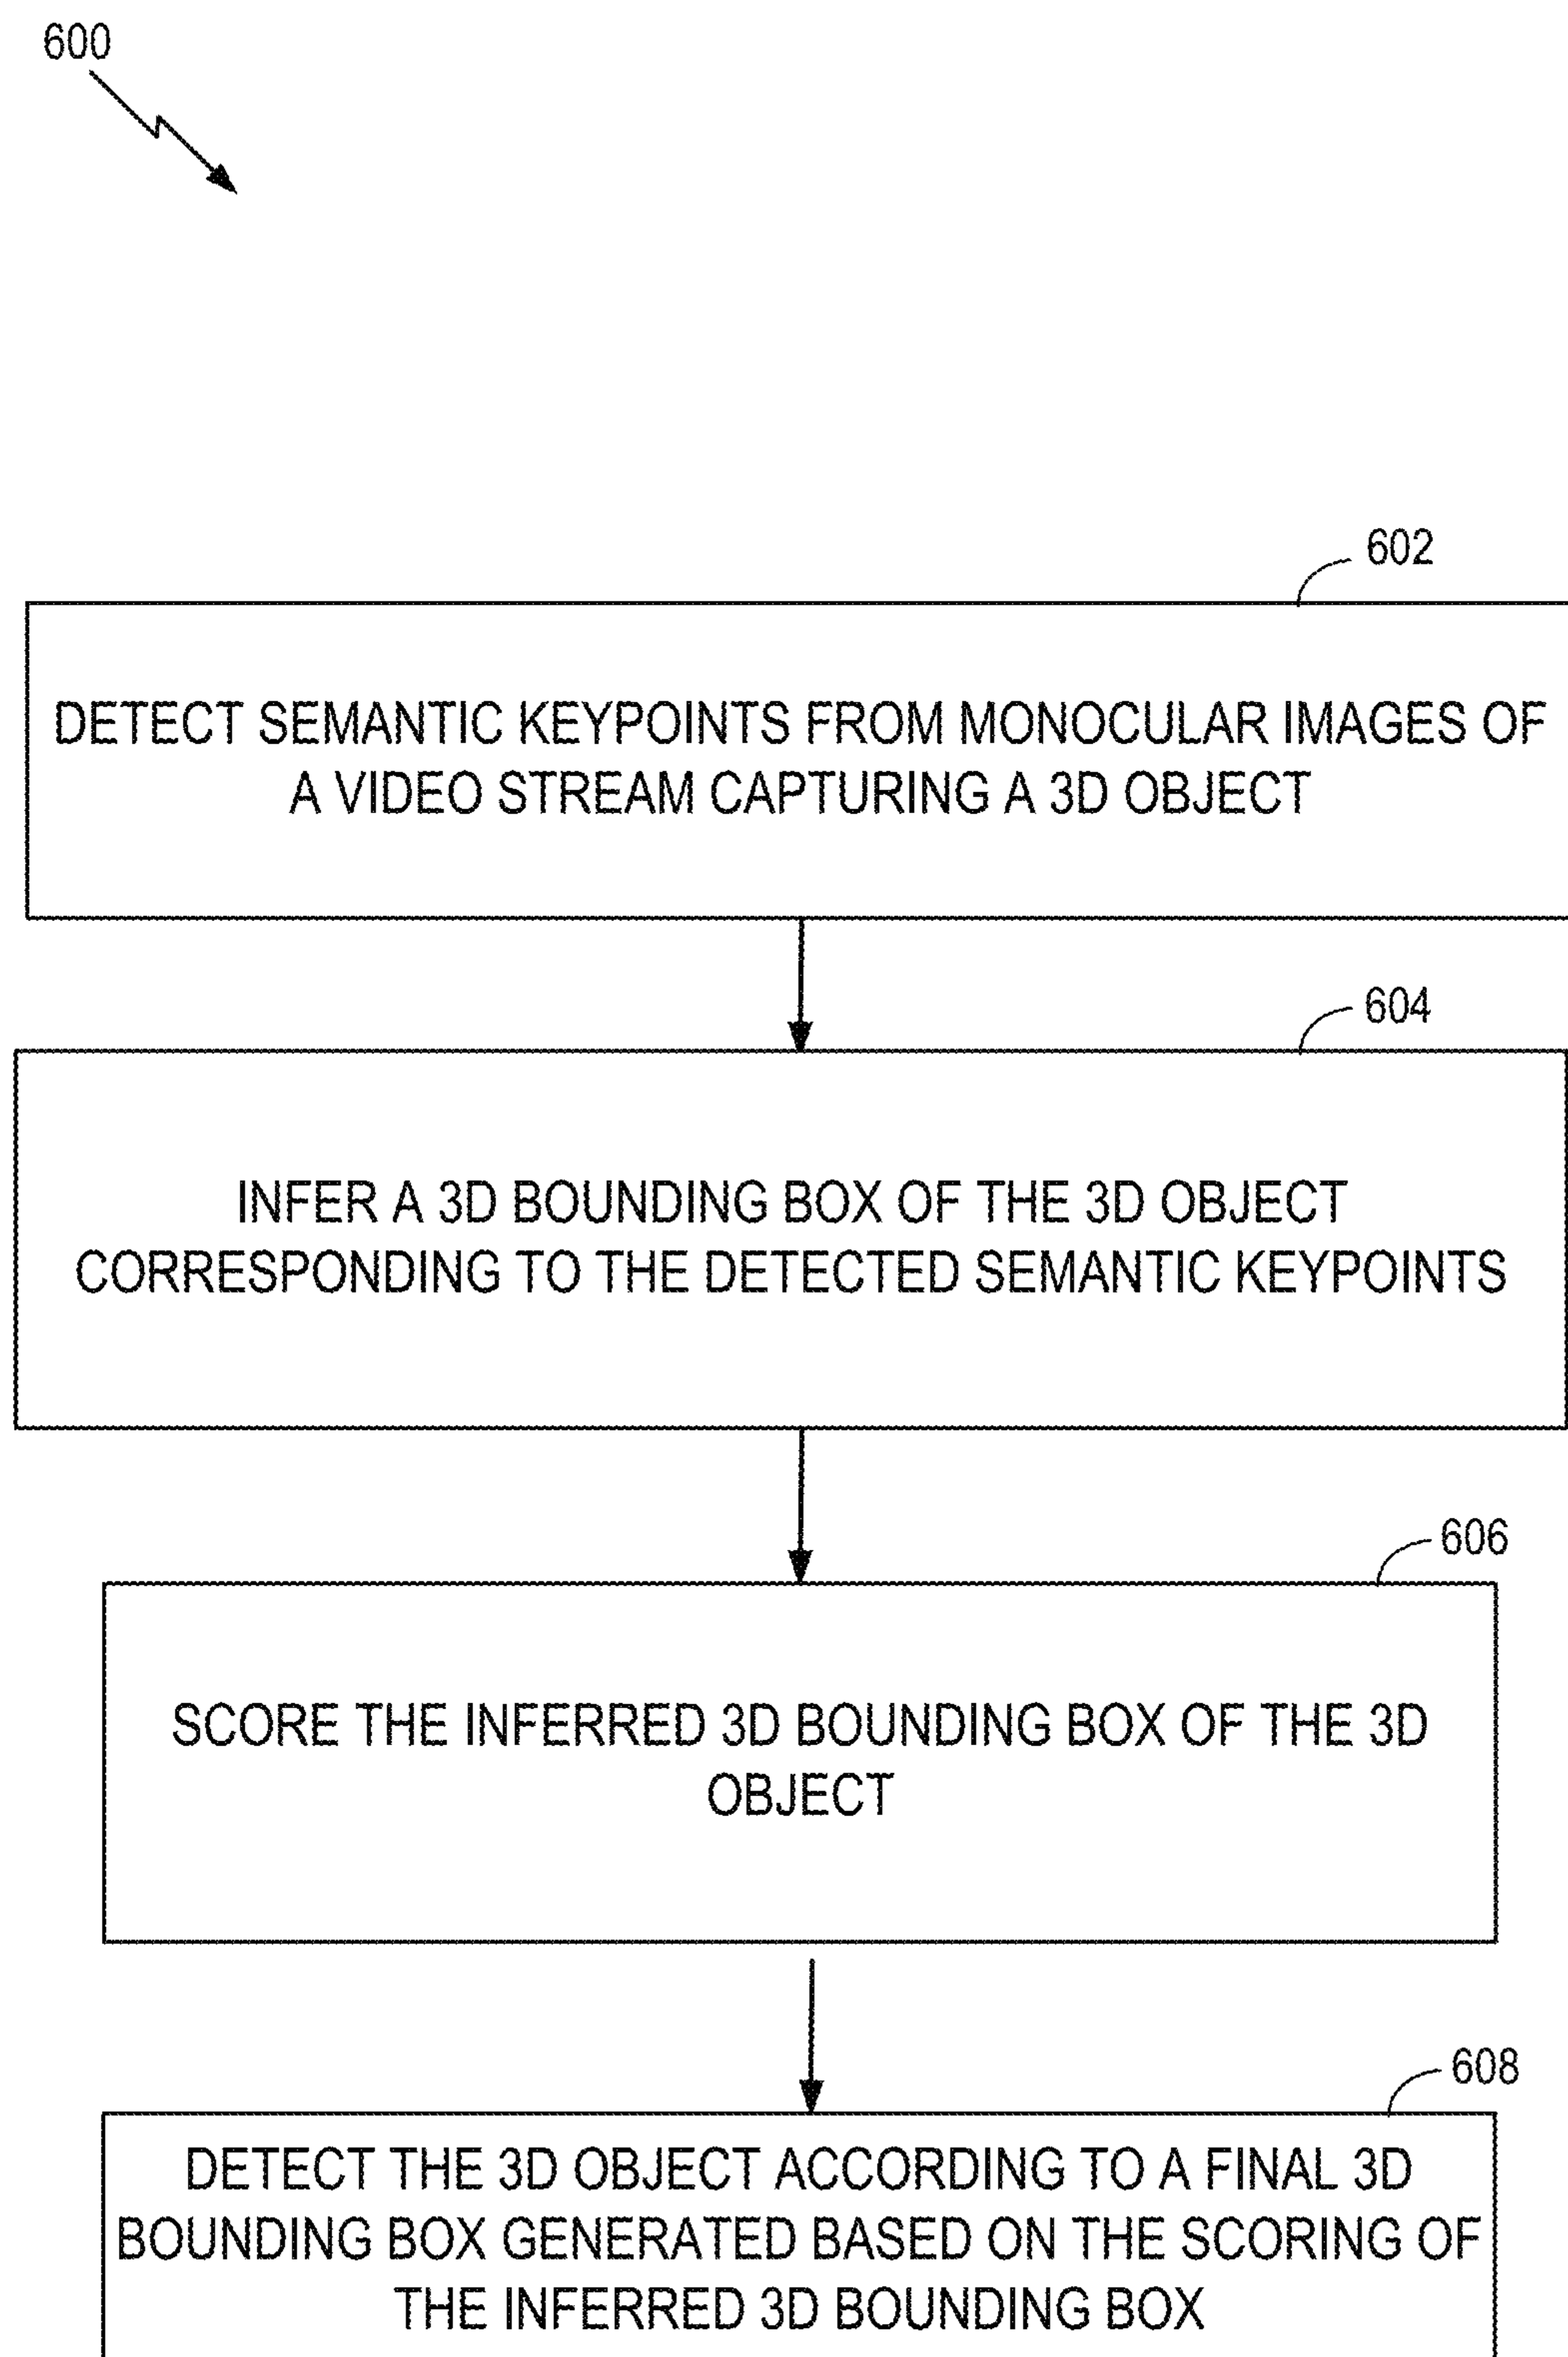 600
602
DETECT SEMANTIC KEYPOINTS FROM MONOCULAR IMAGES OF
A VIDEO STREAM CAPTURING A 3D OBJECT
604
INFER A 3D BOUNDING BOX OF THE 3D OBJECT
CORRESPONDING TO THE DETECTED SEMANTIC KEYPOINTS
606
SCORE THE INFERRED 3D BOUNDING BOX OF THE 3D
OBJECT
608
DETECT THE 3D OBJECT ACCORDING TO A FINAL 3D
BOUNDING BOX GENERATED BASED ON THE SCORING OF
THE INFERRED 3D BOUNDING BOX